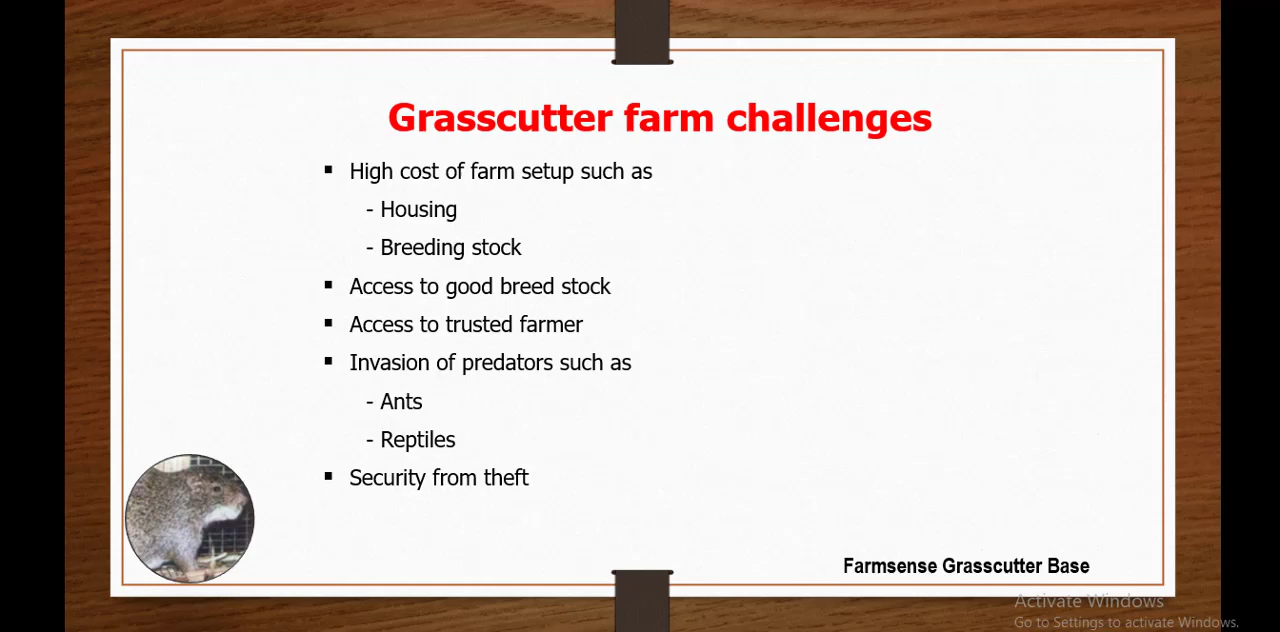 Grasscutter farm challenges
▪ High cost of farm setup such as
- Housing
- Breeding stock
▪ Access to good breed stock
▪ Access to trusted farmer
▪ Invasion of predators such as
- Ants
- Reptiles
▪ Security from theft
Farmsense Grasscutter Base
Activate Windows
Go to Settings to activate Windows.